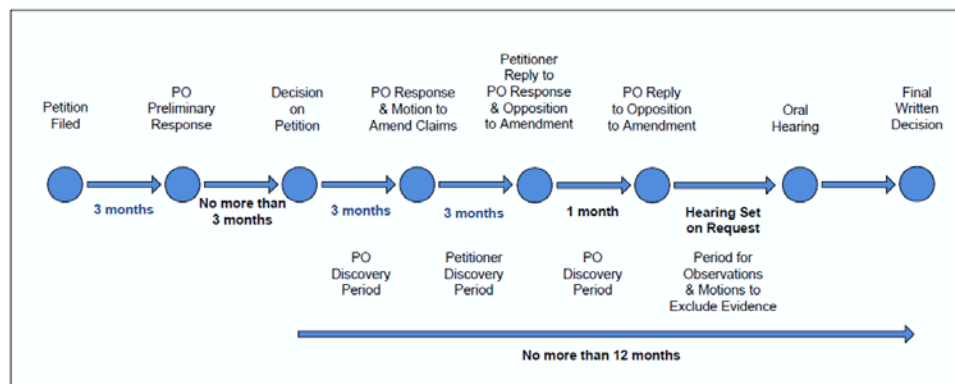 Petition
Filed
PO
Preliminary
Response
Decision
on
Petition
PO Response
& Motion to
Amend Claims
Petitioner
Reply to
PO Response
& Opposition
to Amendment
PO Reply
to Opposition
to Amendment
Oral
Hearing
Final
Written
Decision
3 months
No more than
3 months
3 months
3 months
1 month
Hearing Set
on Request
PO
Discovery
Period
Petitioner
Discovery
Period
PO
Discovery
Period
Period for
Observations
& Motions to
Exclude Evidence
No more than 12 months